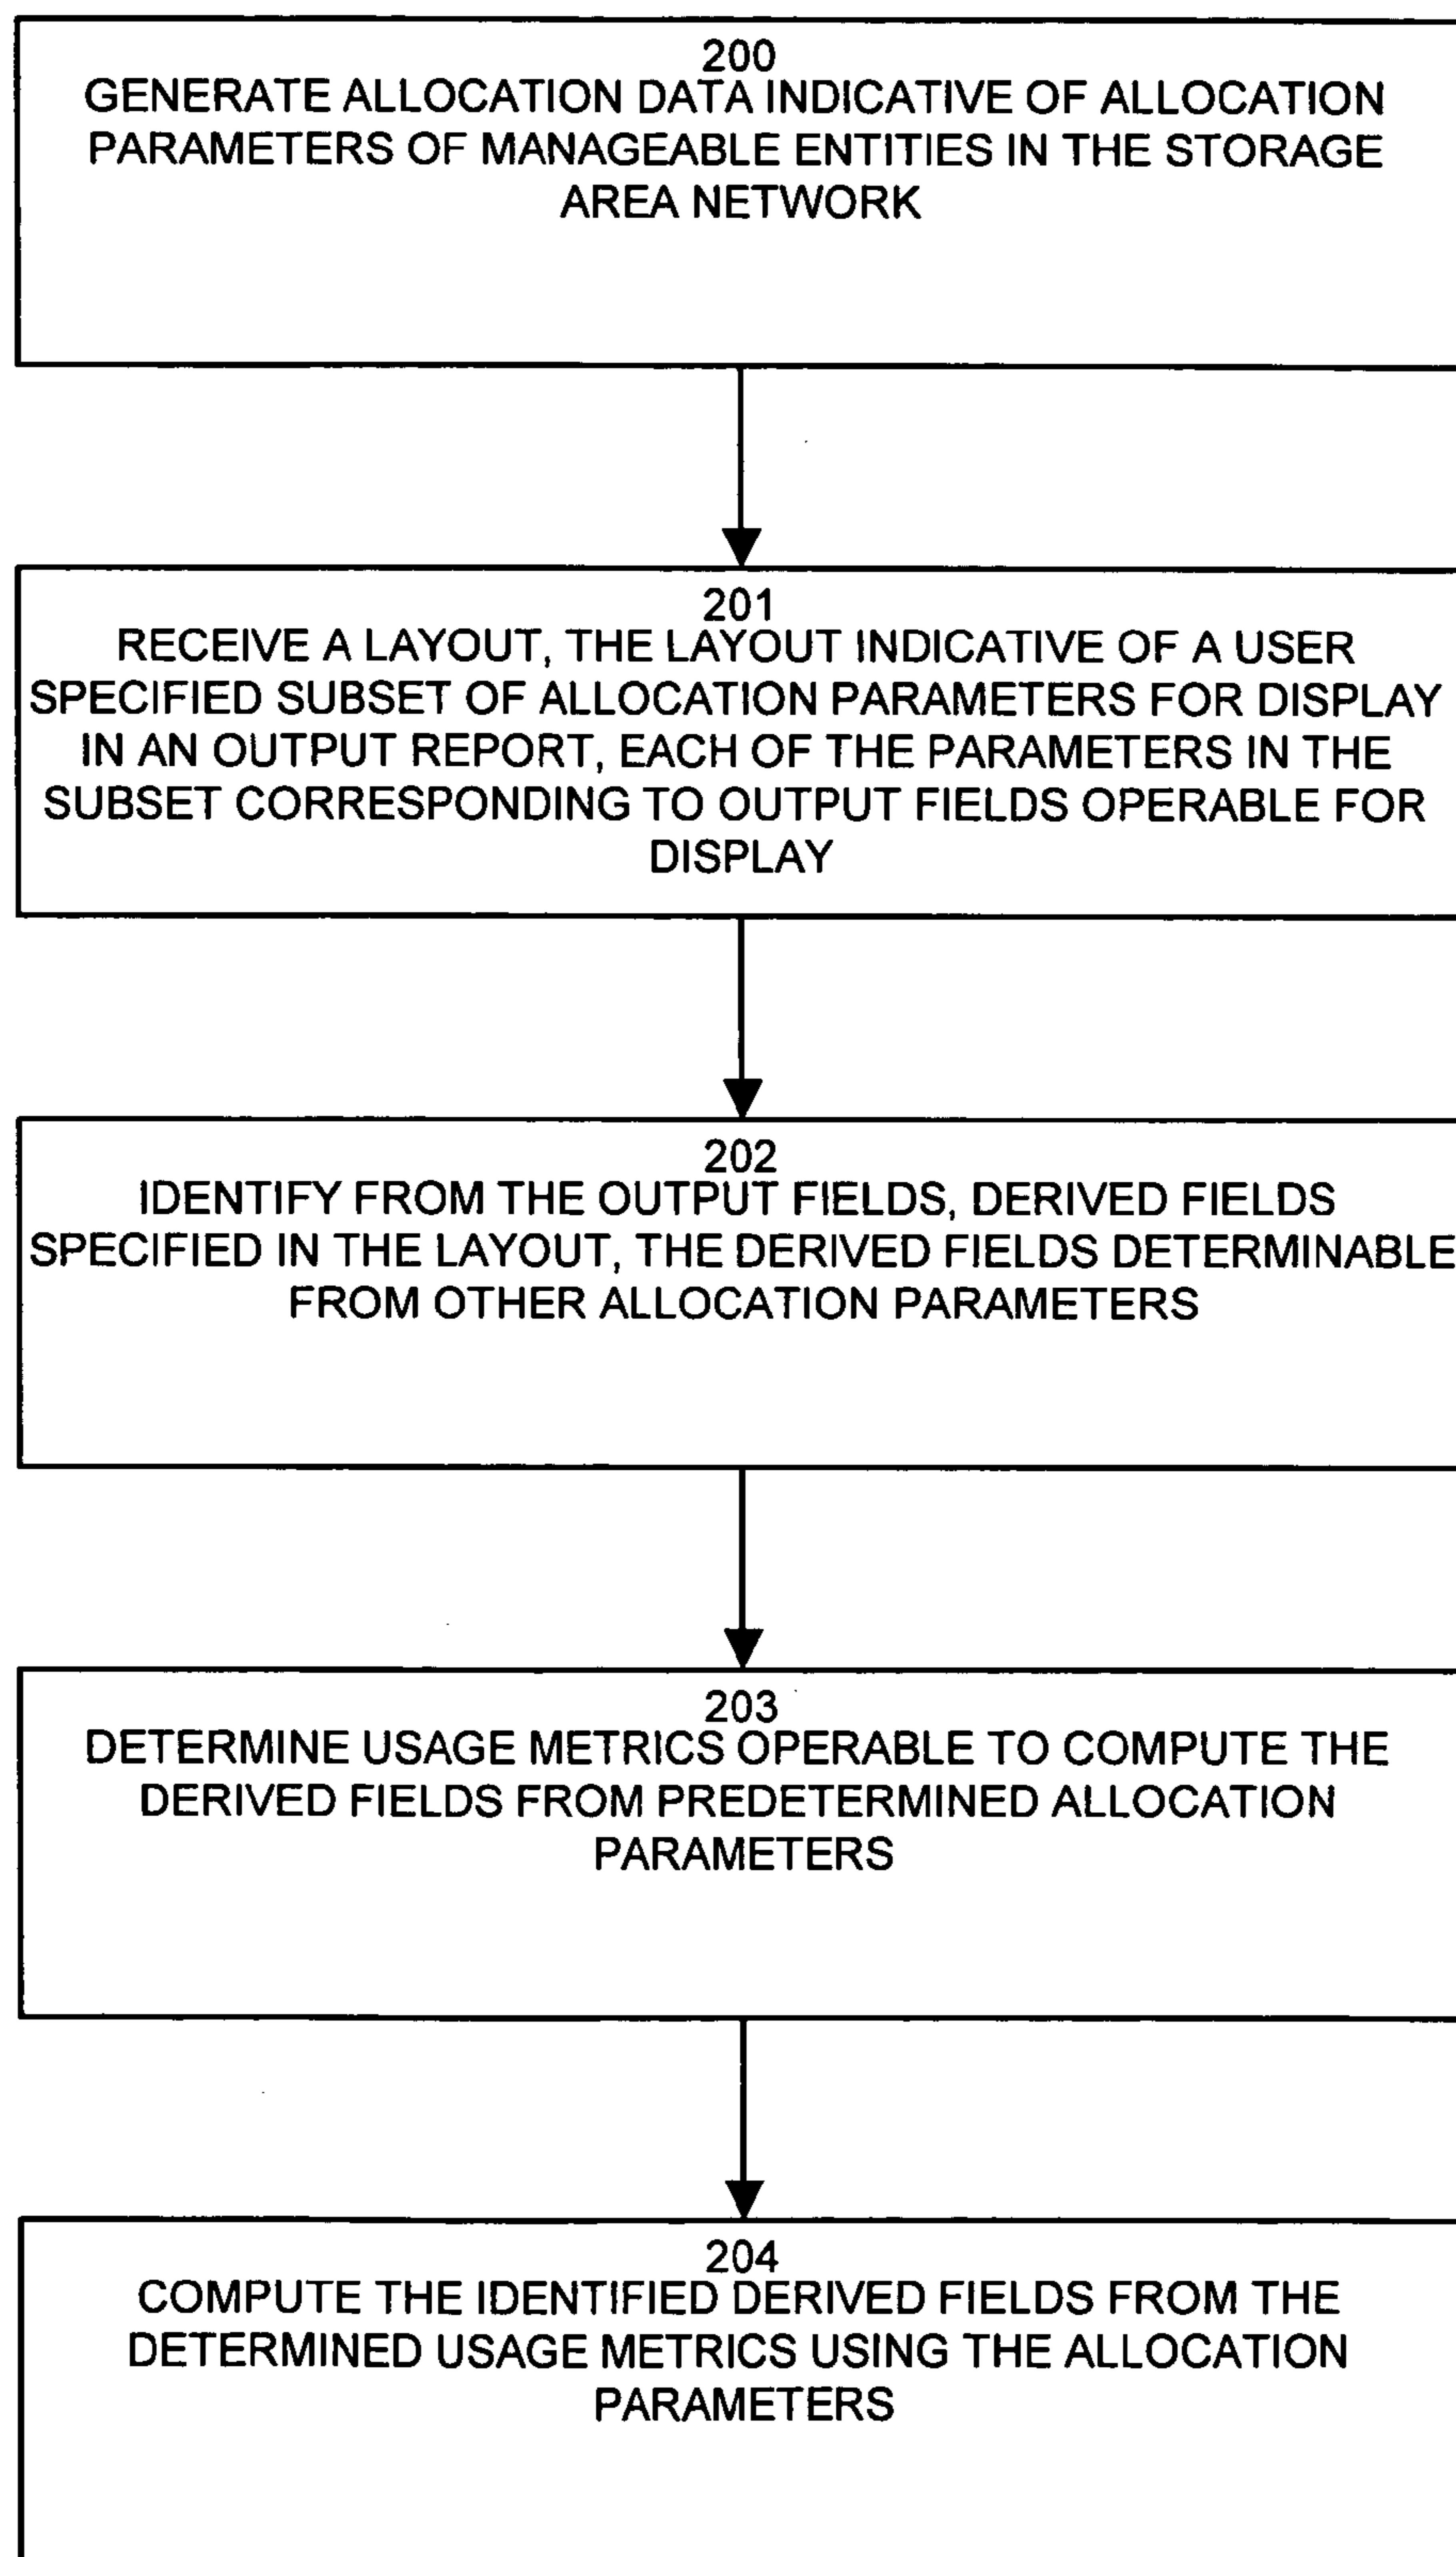 200
GENERATE ALLOCATION DATA INDICATIVE OF ALLOCATION
PARAMETERS OF MANAGEABLE ENTITIES IN THE STORAGE
AREA NETWORK
201
RECEIVE A LAYOUT, THE LAYOUT INDICATIVE OF A USER
SPECIFIED SUBSET OF ALLOCATION PARAMETERS FOR DISPLAY
IN AN OUTPUT REPORT, EACH OF THE PARAMETERS IN THE
SUBSET CORRESPONDING TO OUTPUT FIELDS OPERABLE FOR
DISPLAY
202
IDENTIFY FROM THE OUTPUT FIELDS, DERIVED FIELDS
SPECIFIED IN THE LAYOUT, THE DERIVED FIELDS DETERMINABLE
FROM OTHER ALLOCATION PARAMETERS
203
DETERMINE USAGE METRICS OPERABLE TO COMPUTE THE
DERIVED FIELDS FROM PREDETERMINED ALLOCATION
PARAMETERS
204
COMPUTE THE IDENTIFIED DERIVED FIELDS FROM THE
DETERMINED USAGE METRICS USING THE ALLOCATION
PARAMETERS